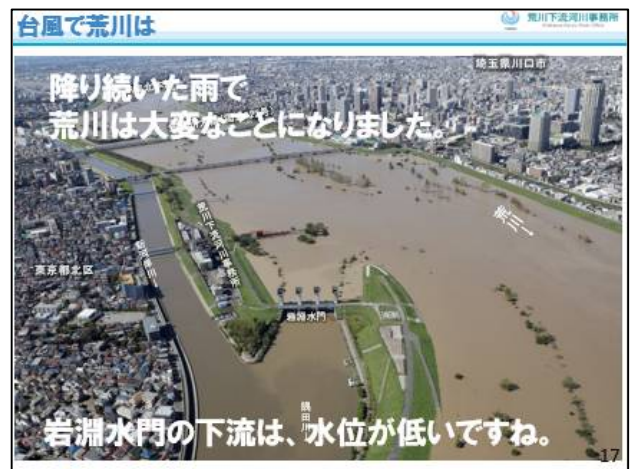 台風で荒川は
荒川下流河川事務所
埼玉県川口市
降り続いた雨で
荒川は大変なことになりました。
荒川↓
荒川下流河川事務所
新河岸川↓
東京都北区
岩淵水門
隅田川↓
岩淵水門の下流は、水位が低いですね。
17